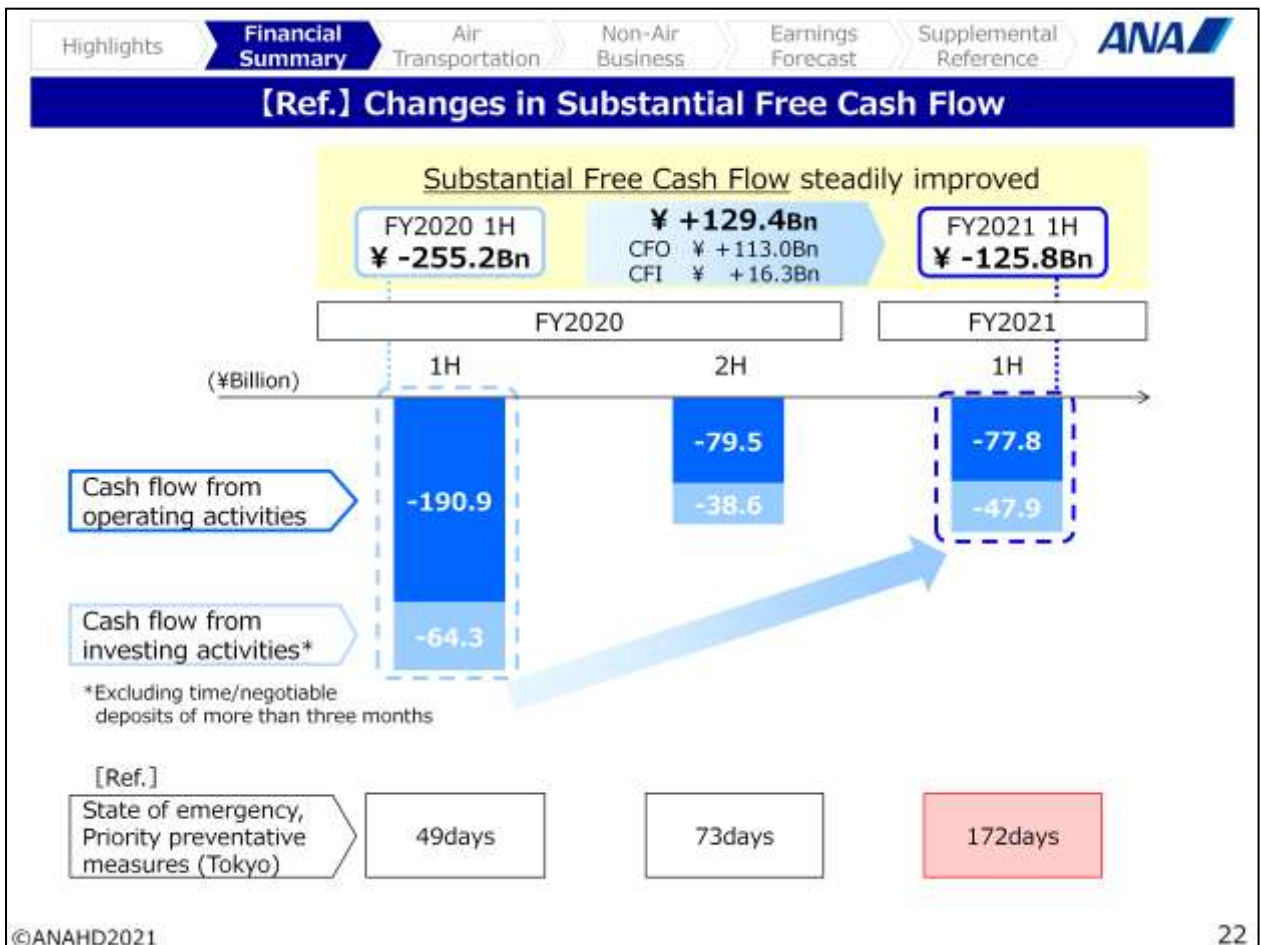 Highlights
Financial
Summary
Air
Transportation
Non-Air
Business
Earnings
Forecast
Supplemental
Reference
ANA
【Ref.】 Changes in Substantial Free Cash Flow
Substantial Free Cash Flow steadily improved
FY2020 1H
¥ -255.2Bn
¥ +129.4Bn
CFO ¥ +113.0Bn
CFI ¥ +16.3Bn
FY2021 1H
¥ -125.8Bn
FY2020
FY2021
(¥Billion)
1H
2H
1H
Cash flow from
operating activities
-190.9
-79.5
-77.8
-38.6
-47.9
Cash flow from
investing activities*
-64.3
*Excluding time/negotiable
deposits of more than three months
[Ref.]
State of emergency,
Priority preventative
measures (Tokyo)
49days
73days
172days
©ANAHD2021
22